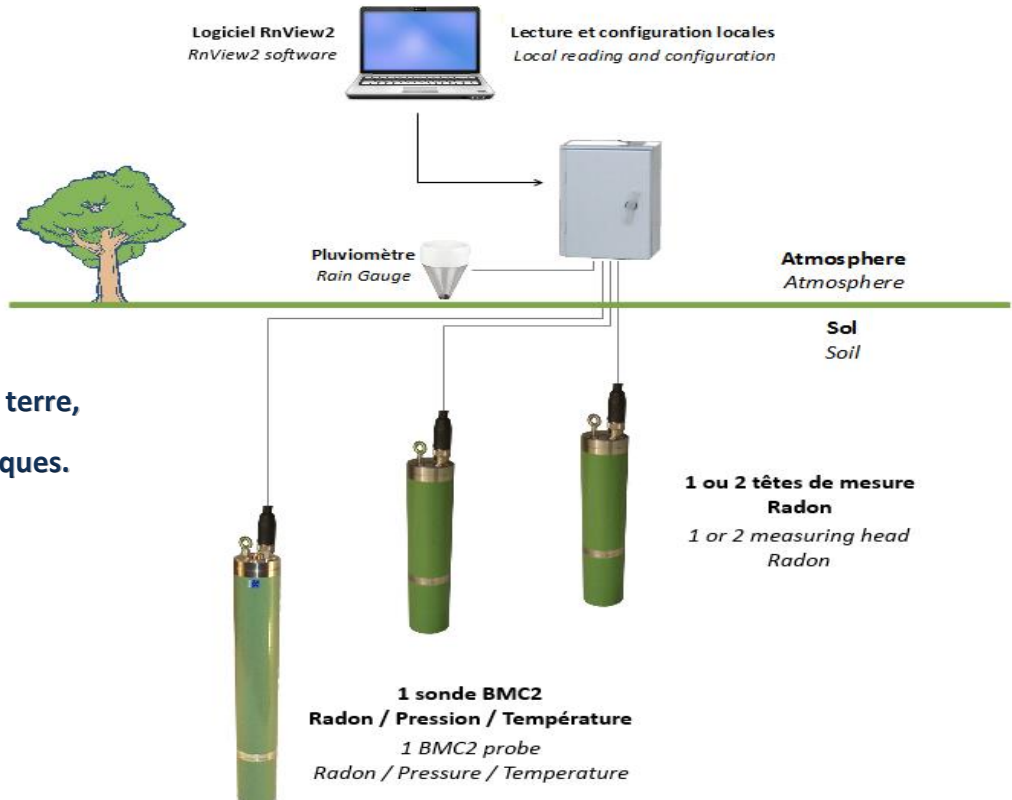 Logiciel RnView2
RnView2 software
Lecture et configuration locales
Local reading and configuration
Pluviomètre
Rain Gauge
Atmosphere
Atmosphere
Sol
Soil
terre,
ques.
1 ou 2 têtes de mesure
Radon
1 or 2 measuring head
Radon
1 sonde BMC2
Radon / Pression / Température
1 BMC2 probe
Radon / Pressure / Temperature